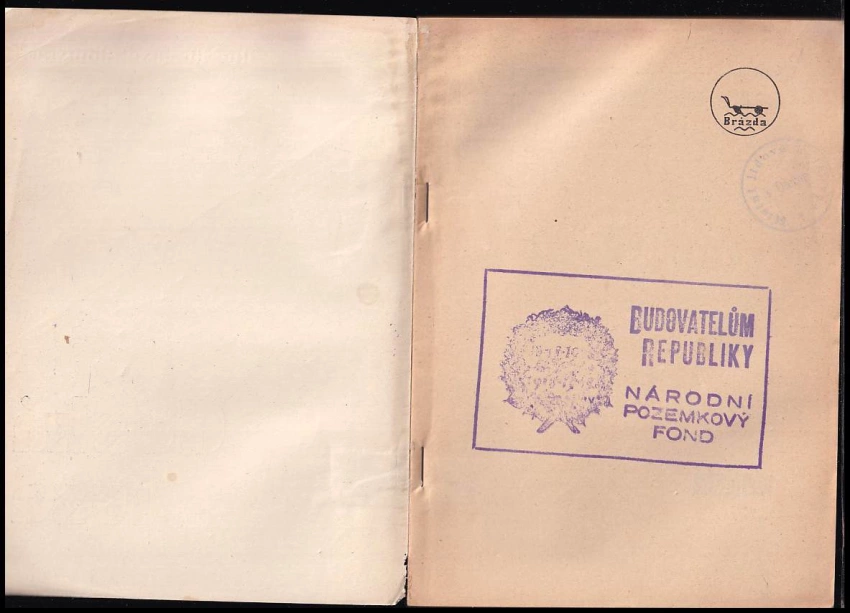 Brázda
BUDOVATELŮM
REPUBLIKY
NÁRODNÍ
POZEMKOVÝ
FOND